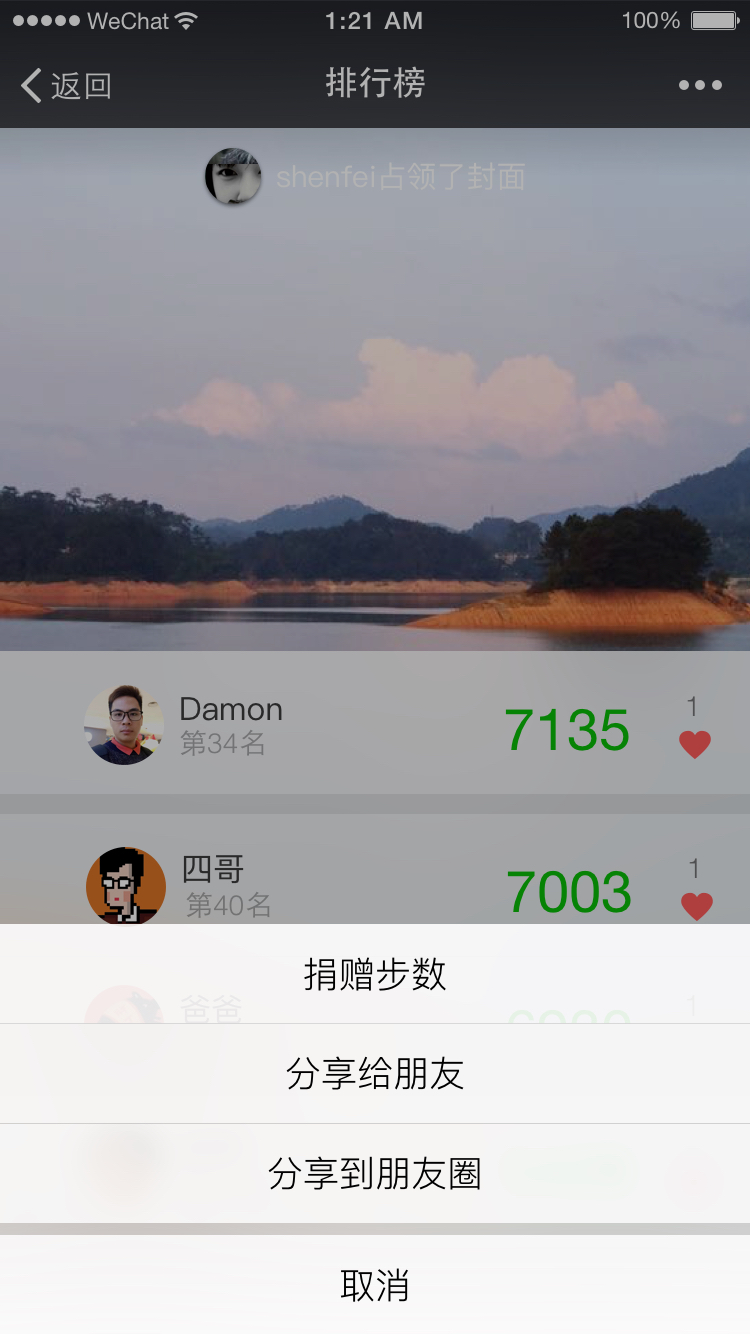 WeChat 1:21 AM 100%
返回 排行榜
shenfei占领了封面
Damon 7135 1
第34名
四哥 7003 1
第40名
捐赠步数
爸爸 1
分享给朋友
分享到朋友圈
取消